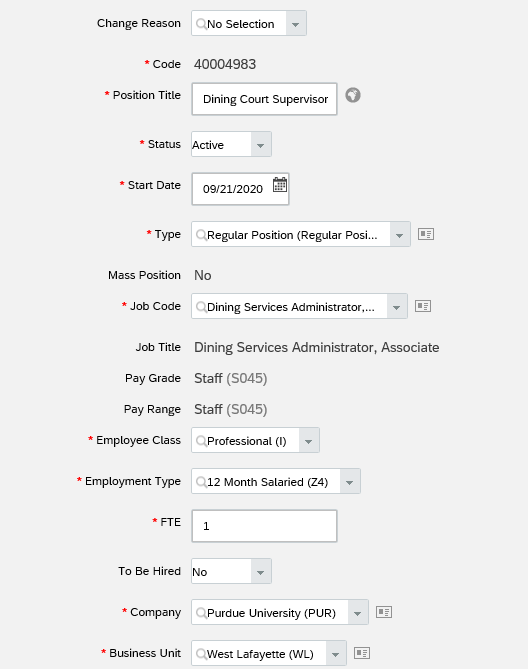 Change Reason No Selection
* Code 40004983
* Position Title Dining Court Supervisor
* Status Active
* Start Date 09/21/2020
* Type Regular Position (Regular Posi...
Mass Position No
* Job Code Dining Services Administrator,...
Job Title Dining Services Administrator, Associate
Pay Grade Staff (S045)
Pay Range Staff (S045)
* Employee Class Professional (I)
* Employment Type 12 Month Salaried (Z4)
* FTE 1
To Be Hired No
* Company Purdue University (PUR)
* Business Unit West Lafayette (WL)